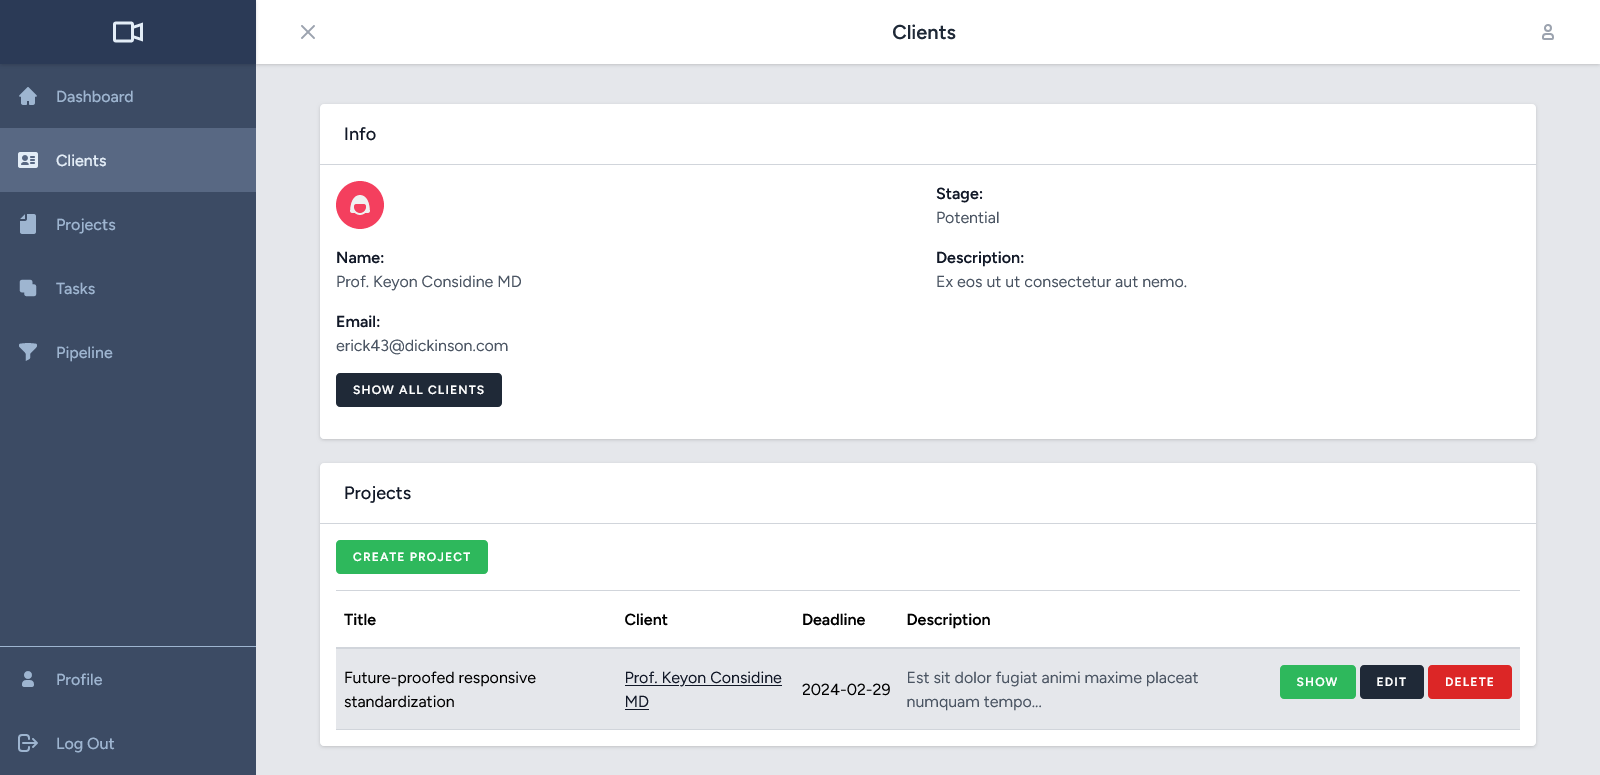 Clients
Dashboard
Clients
Projects
Tasks
Pipeline
Profile
Log Out
Info
Name:
Prof. Keyon Considine MD
Email:
erick43@dickinson.com
SHOW ALL CLIENTS
Stage:
Potential
Description:
Ex eos ut ut consectetur aut nemo.
Projects
CREATE PROJECT
Title Client Deadline Description
Future-proofed responsive
standardization
Prof. Keyon Considine
MD
2024-02-29
Est sit dolor fugiat animi maxime placeat
numquam tempo...
SHOW EDIT DELETE